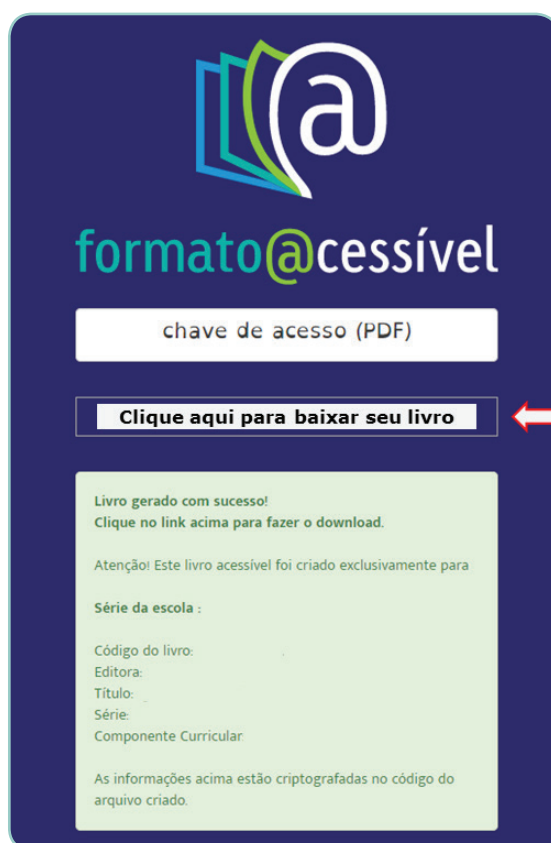 formato@cessível
chave de acesso (PDF)
Clique aqui para baixar seu livro
Livro gerado com sucesso!
Clique no link acima para fazer o download.
Atenção! Este livro acessível foi criado exclusivamente para
Série da escola :
Código do livro:
Editora:
Título:
Série:
Componente Curricular
As informações acima estão criptografadas no código do
arquivo criado.